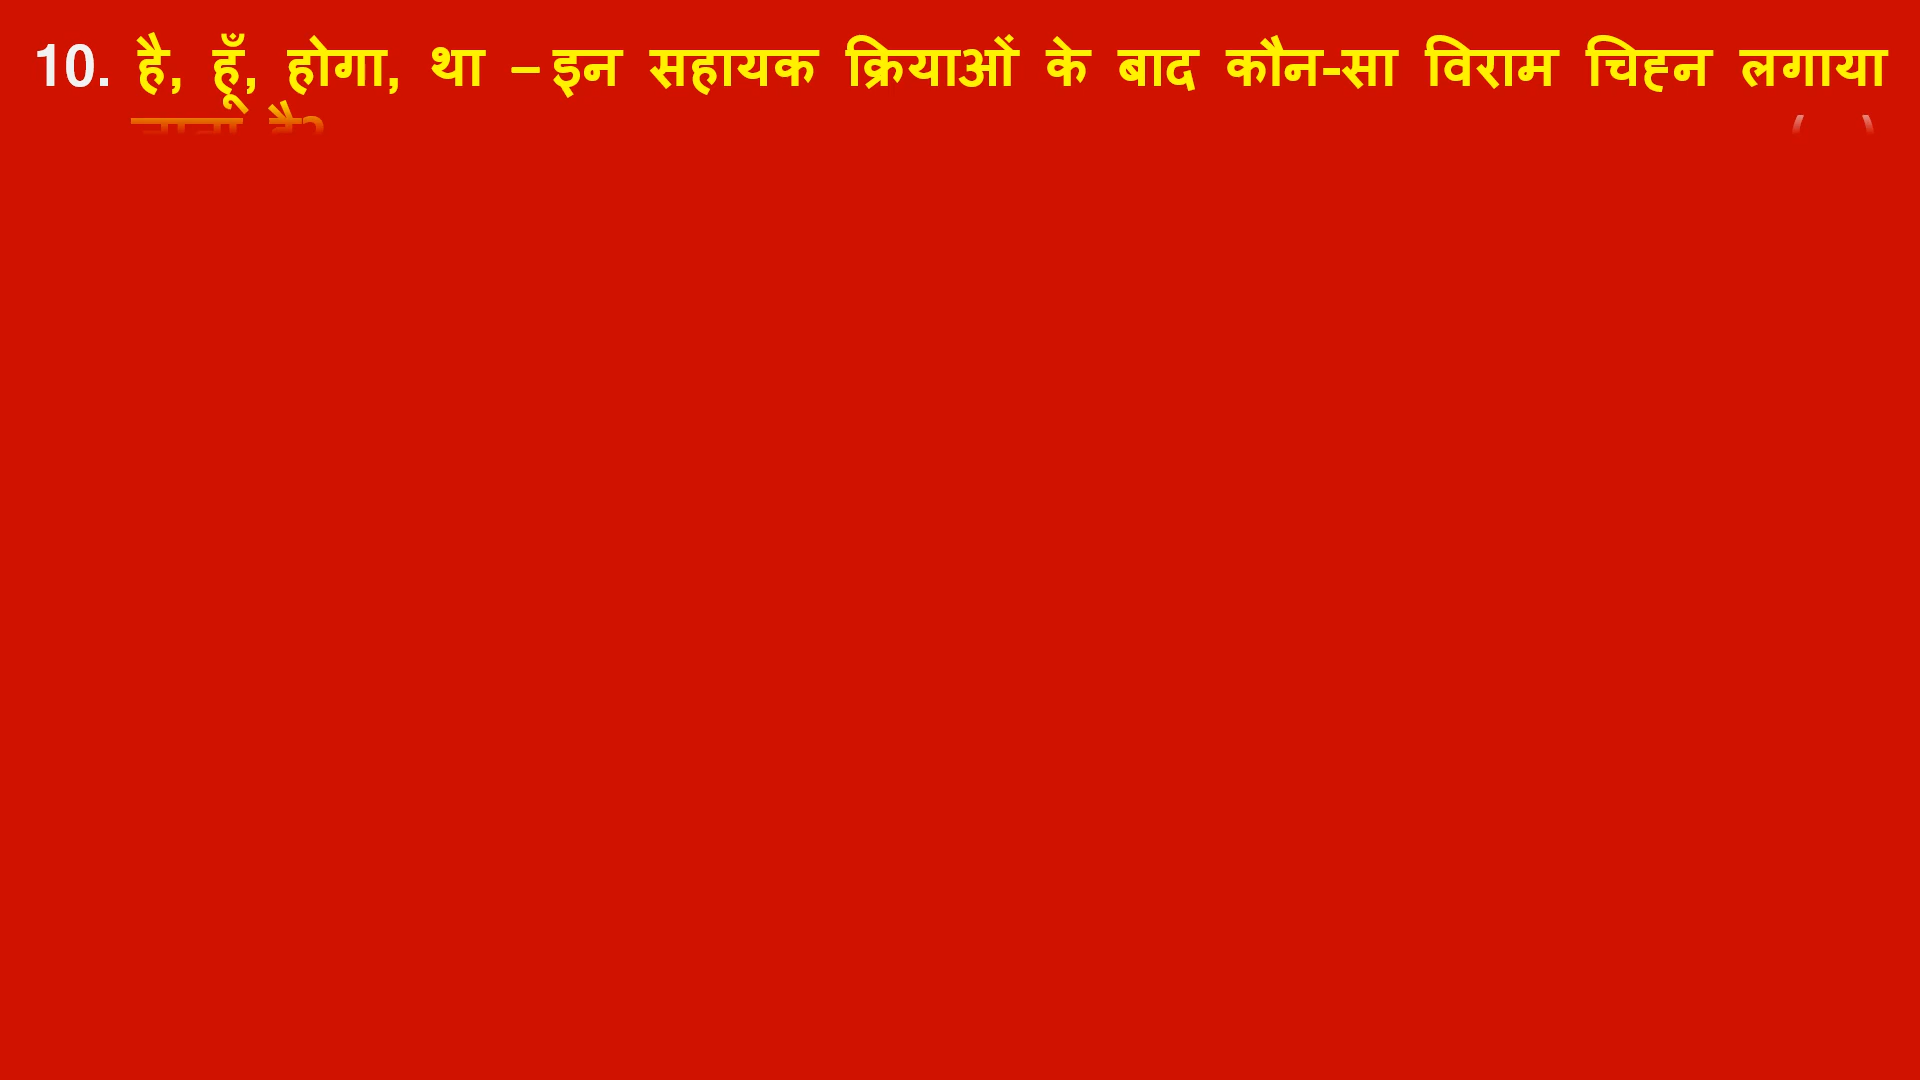 10. है, हूँ, होगा, था – इन सहायक क्रियाओं के बाद कौन-सा विराम चिह्न लगाया
है?
( )